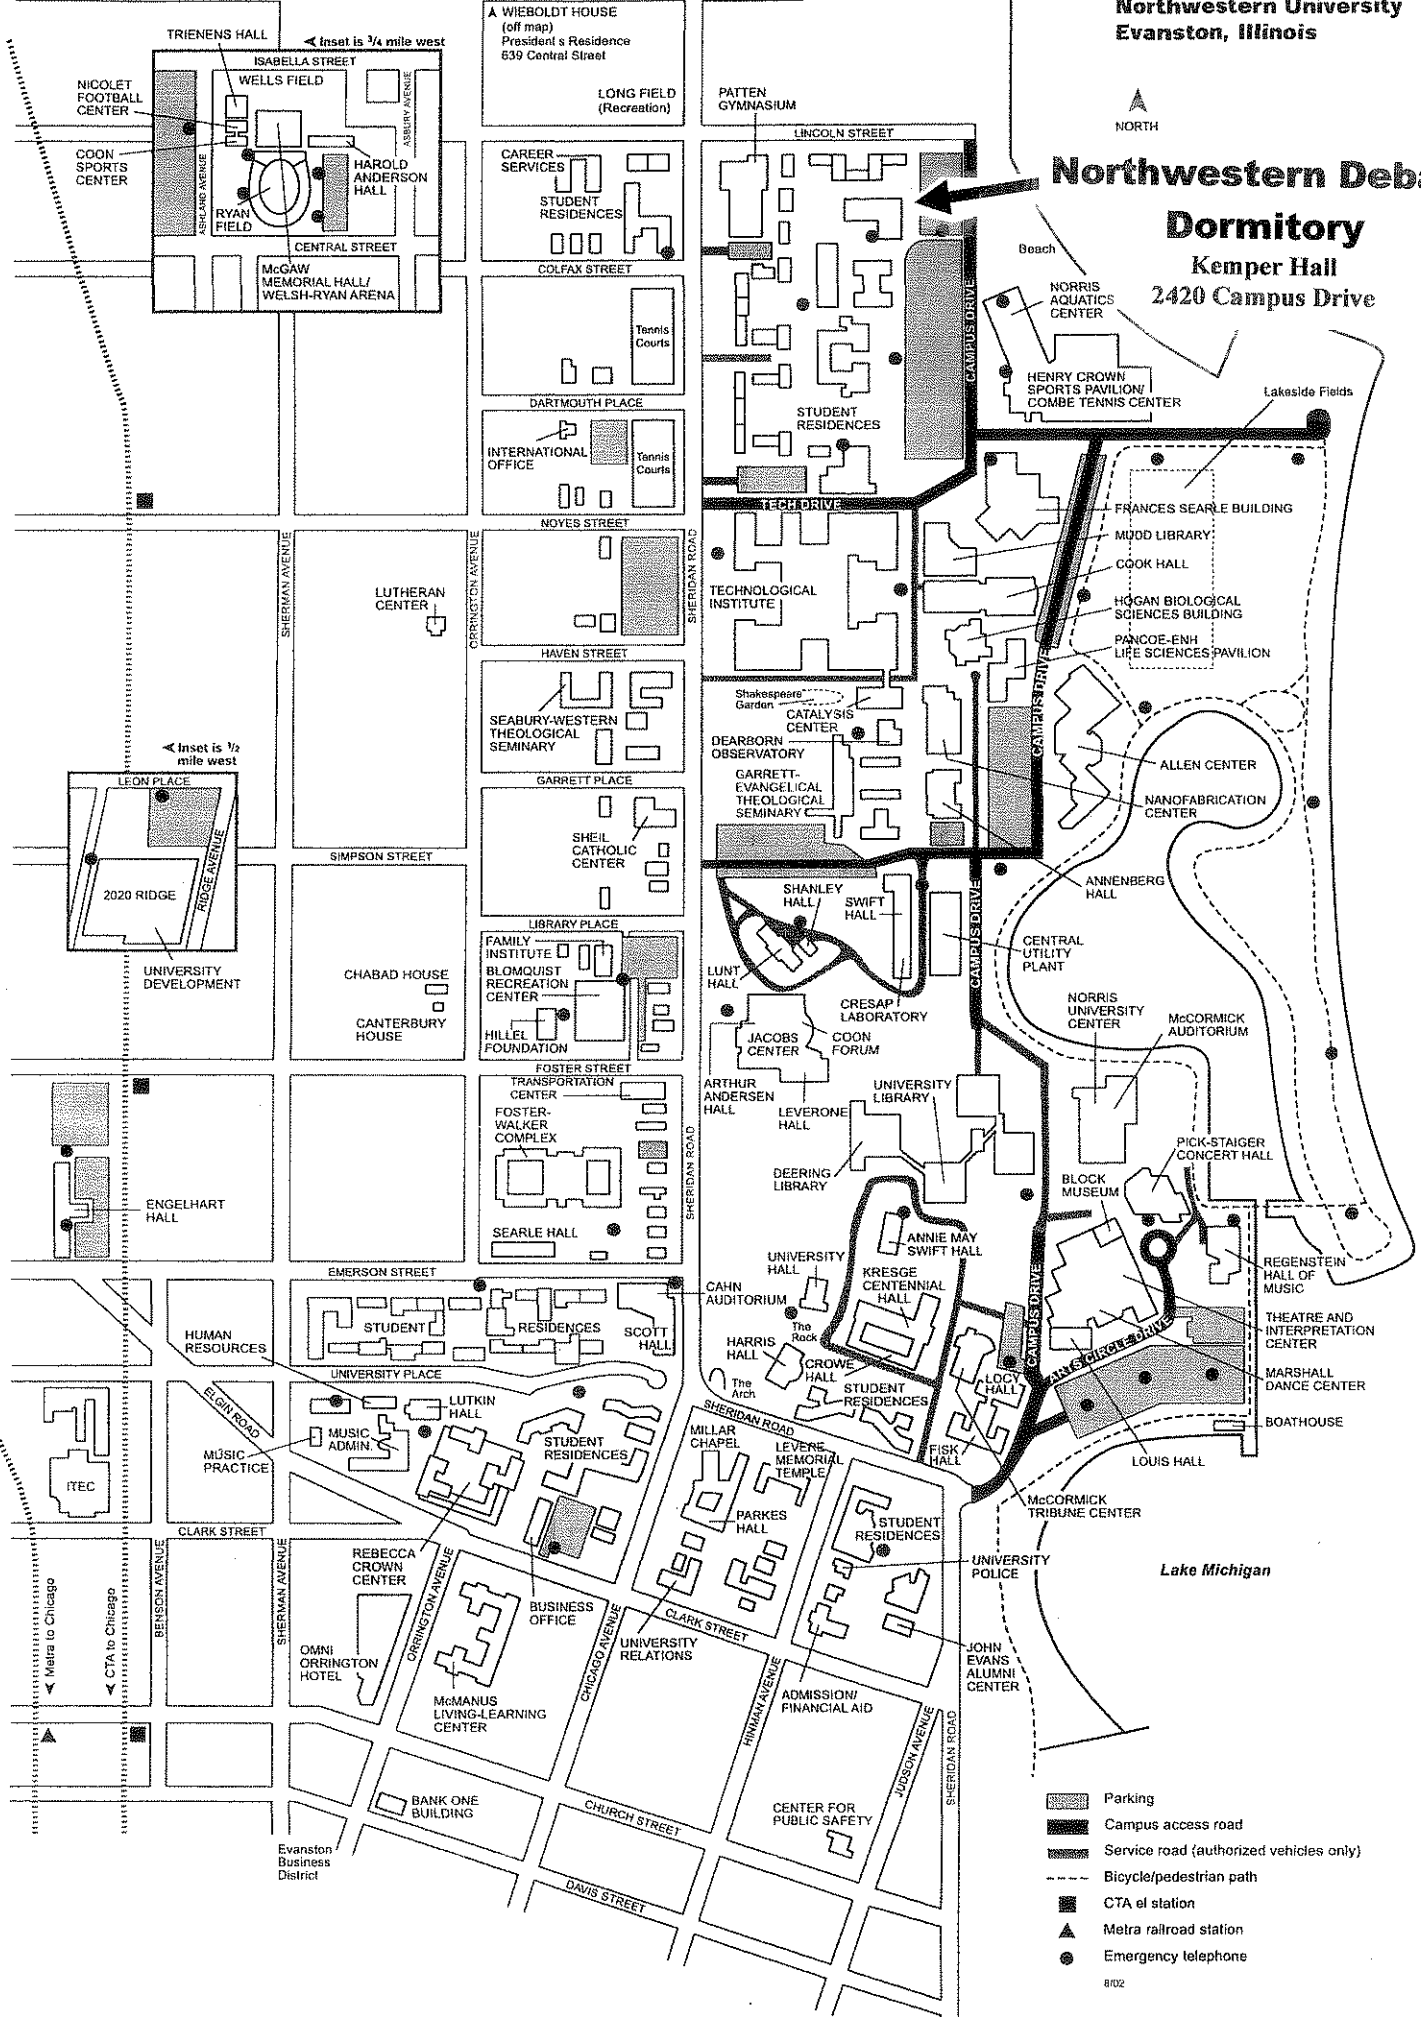 Northwestern University
Evanston, Illinois
NORTH
Northwestern Deba
Dormitory
Kemper Hall
2420 Campus Drive
WIEBOLDT HOUSE
(off map)
President s Residence
639 Central Street
LONG FIELD
(Recreation)
PATTEN
GYMNASIUM
LINCOLN STREET
TRIENENS HALL
Inset is 3/4 mile west
ISABELLA STREET
WELLS FIELD
NICOLET
FOOTBALL
CENTER
COON
SPORTS
CENTER
ASHLAND AVENUE
ASBURY AVENUE
HAROLD
ANDERSON
HALL
RYAN
FIELD
CENTRAL STREET
McGAW
MEMORIAL HALL/
WELSH-RYAN ARENA
CAREER
SERVICES
STUDENT
RESIDENCES
COLFAX STREET
Tennis
Courts
DARTMOUTH PLACE
INTERNATIONAL
OFFICE
Tennis
Courts
NOYES STREET
STUDENT
RESIDENCES
CAMPUS DRIVE
Beach
NORRIS
AQUATICS
CENTER
HENRY CROWN
SPORTS PAVILION/
COMBE TENNIS CENTER
Lakeside Fields
TECH DRIVE
SHERMAN AVENUE
ORRINGTON AVENUE
SHERIDAN ROAD
LUTHERAN
CENTER
TECHNOLOGICAL
INSTITUTE
FRANCES SEARLE BUILDING
MUDD LIBRARY
COOK HALL
HOGAN BIOLOGICAL
SCIENCES BUILDING
PANCOE-ENH
LIFE SCIENCES PAVILION
HAVEN STREET
SEABURY-WESTERN
THEOLOGICAL
SEMINARY
Shakespeare
Garden
CATALYSIS
CENTER
DEARBORN
OBSERVATORY
GARRETT-
EVANGELICAL
THEOLOGICAL
SEMINARY
CAMPUS DRIVE
ALLEN CENTER
NANOFABRICATION
CENTER
GARRETT PLACE
Inset is 1/2
mile west
LEON PLACE
2020 RIDGE
RIDGE AVENUE
UNIVERSITY
DEVELOPMENT
SIMPSON STREET
SHEIL
CATHOLIC
CENTER
ANNENBERG
HALL
LIBRARY PLACE
SHANLEY
HALL
SWIFT
HALL
LUNT
HALL
CRESAP
LABORATORY
CAMPUS DRIVE
CENTRAL
UTILITY
PLANT
FAMILY
INSTITUTE
BLOMQUIST
RECREATION
CENTER
HILLEL
FOUNDATION
CHABAD HOUSE
CANTERBURY
HOUSE
JACOBS
CENTER
COON
FORUM
ARTHUR
ANDERSEN
HALL
LEVERONE
HALL
NORRIS
UNIVERSITY
CENTER
McCORMICK
AUDITORIUM
FOSTER STREET
TRANSPORTATION
CENTER
FOSTER-
WALKER
COMPLEX
SEARLE HALL
SHERIDAN ROAD
UNIVERSITY
LIBRARY
DEERING
LIBRARY
PICK-STAIGER
CONCERT HALL
BLOCK
MUSEUM
ENGELHART
HALL
EMERSON STREET
ANNIE MAY
SWIFT HALL
UNIVERSITY
HALL
KRESGE
CENTENNIAL
HALL
CAHN
AUDITORIUM
The
Rock
HARRIS
HALL
CROWE
HALL
STUDENT
RESIDENCES
The
Arch
LOCY
HALL
FISK
HALL
CAMPUS DRIVE
ARTS CIRCLE DRIVE
REGENSTEIN
HALL OF
MUSIC
THEATRE AND
INTERPRETATION
CENTER
MARSHALL
DANCE CENTER
BOATHOUSE
LOUIS HALL
McCORMICK
TRIBUNE CENTER
STUDENT
RESIDENCES
SCOTT
HALL
HUMAN
RESOURCES
UNIVERSITY PLACE
ELGIN ROAD
LUTKIN
HALL
MUSIC
ADMIN.
MUSIC
PRACTICE
STUDENT
RESIDENCES
ITEC
SHERIDAN ROAD
MILLAR
CHAPEL
LEVERE
MEMORIAL
TEMPLE
PARKES
HALL
STUDENT
RESIDENCES
UNIVERSITY
POLICE
Lake Michigan
CLARK STREET
REBECCA
CROWN
CENTER
BUSINESS
OFFICE
Metra to Chicago
CTA to Chicago
BENSON AVENUE
SHERMAN AVENUE
ORRINGTON AVENUE
OMNI
ORRINGTON
HOTEL
McMANUS
LIVING-LEARNING
CENTER
CHICAGO AVENUE
UNIVERSITY
RELATIONS
CLARK STREET
HINMAN AVENUE
ADMISSION/
FINANCIAL AID
JOHN
EVANS
ALUMNI
CENTER
JUDSON AVENUE
SHERIDAN ROAD
BANK ONE
BUILDING
CHURCH STREET
CENTER FOR
PUBLIC SAFETY
Evanston
Business
District
DAVIS STREET
Parking
Campus access road
Service road (authorized vehicles only)
Bicycle/pedestrian path
CTA el station
Metra railroad station
Emergency telephone
8/02